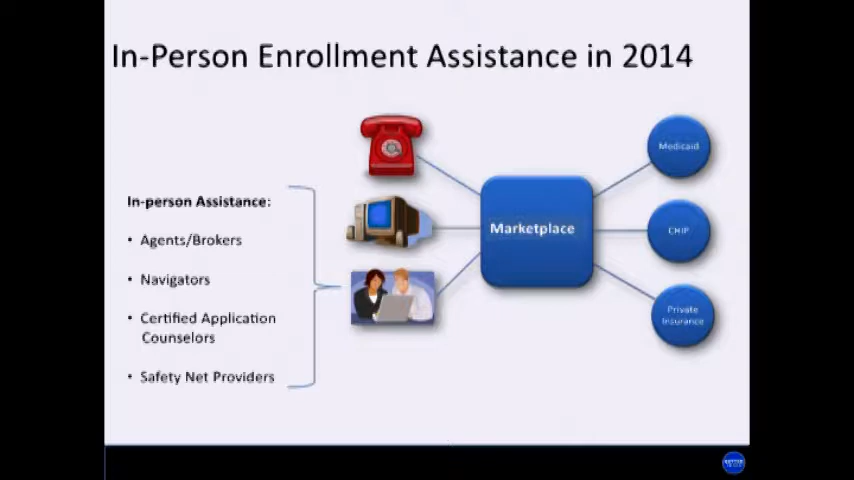 In-Person Enrollment Assistance in 2014
In-person Assistance:
• Agents/Brokers
• Navigators
• Certified Application
Counselors
• Safety Net Providers
Marketplace
Medicaid
CHIP
Private
Insurance